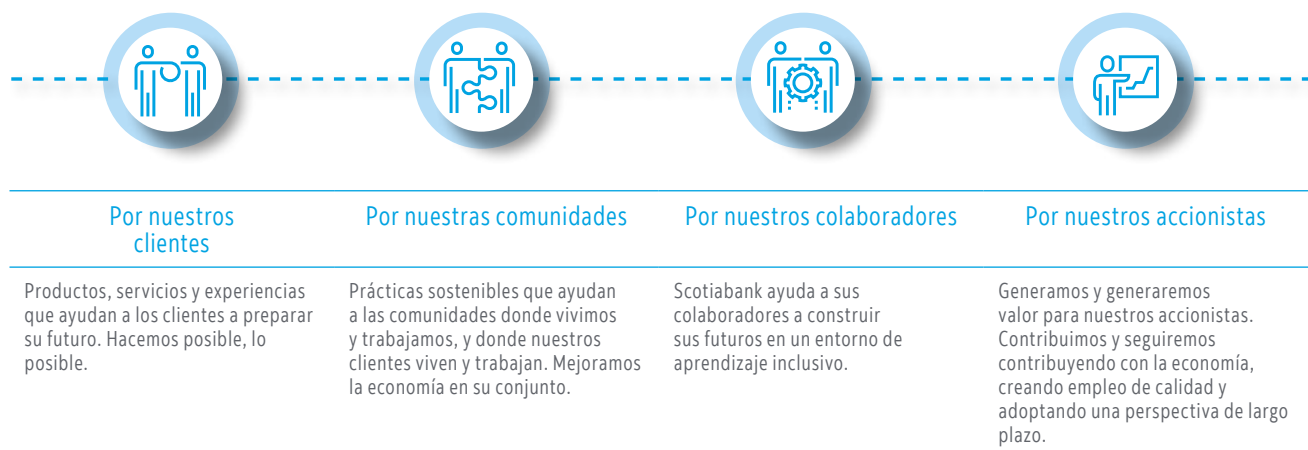 Por nuestros
clientes
Productos, servicios y experiencias
que ayudan a los clientes a preparar
su futuro. Hacemos posible, lo
posible.
Por nuestras comunidades
Prácticas sostenibles que ayudan
a las comunidades donde vivimos
y trabajamos, y donde nuestros
clientes viven y trabajan. Mejoramos
la economía en su conjunto.
Por nuestros colaboradores
Scotiabank ayuda a sus
colaboradores a construir
sus futuros en un entorno de
aprendizaje inclusivo.
Por nuestros accionistas
Generamos y generaremos
valor para nuestros accionistas.
Contribuimos y seguiremos
contribuyendo con la economía,
creando empleo de calidad y
adoptando una perspectiva de largo
plazo.